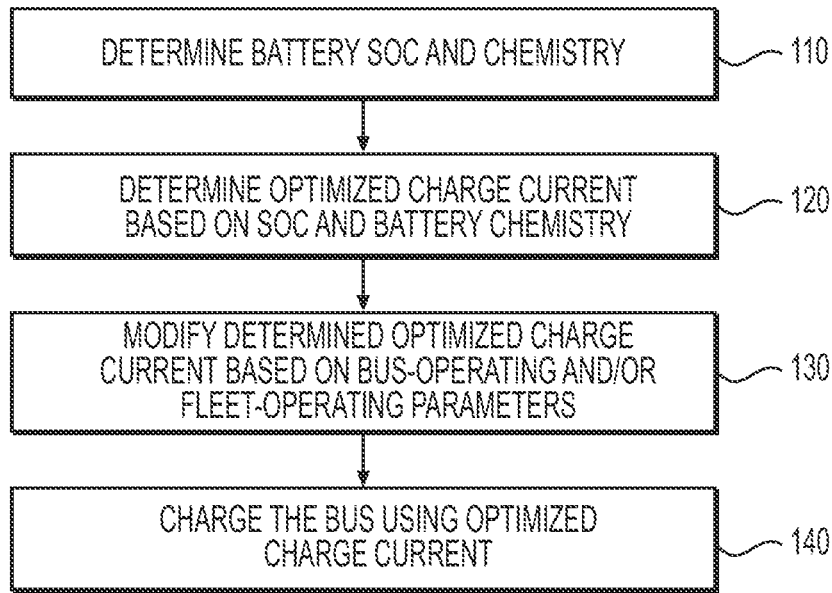 DETERMINE BATTERY SOC AND CHEMISTRY
110
DETERMINE OPTIMIZED CHARGE CURRENT
BASED ON SOC AND BATTERY CHEMISTRY
120
MODIFY DETERMINED OPTIMIZED CHARGE
CURRENT BASED ON BUS-OPERATING AND/OR
FLEET-OPERATING PARAMETERS
130
CHARGE THE BUS USING OPTIMIZED
CHARGE CURRENT
140